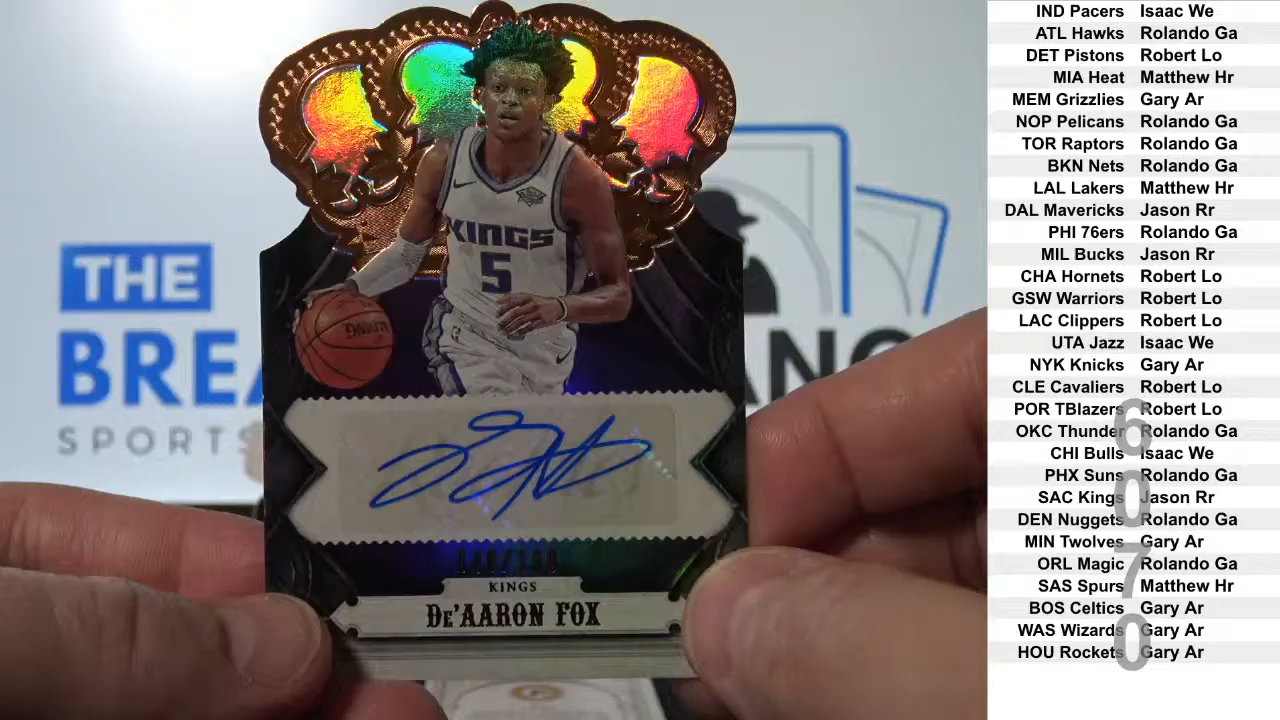 THE
BREA
ANC
SPORTS
KINGS
5
KINGS
DE'AARON FOX
IND Pacers Isaac We
ATL Hawks Rolando Ga
DET Pistons Robert Lo
MIA Heat Matthew Hr
MEM Grizzlies Gary Ar
NOP Pelicans Rolando Ga
TOR Raptors Rolando Ga
BKN Nets Rolando Ga
LAL Lakers Matthew Hr
DAL Mavericks Jason Rr
PHI 76ers Rolando Ga
MIL Bucks Jason Rr
CHA Hornets Robert Lo
GSW Warriors Robert Lo
LAC Clippers Robert Lo
UTA Jazz Isaac We
NYK Knicks Gary Ar
CLE Cavaliers Robert Lo
POR TBlazers Robert Lo
OKC Thunder Rolando Ga
CHI Bulls Isaac We
PHX Suns Rolando Ga
SAC Kings Jason Rr
DEN Nuggets Rolando Ga
MIN Twolves Gary Ar
ORL Magic Rolando Ga
SAS Spurs Matthew Hr
BOS Celtics Gary Ar
WAS Wizards Gary Ar
HOU Rockets Gary Ar
6070